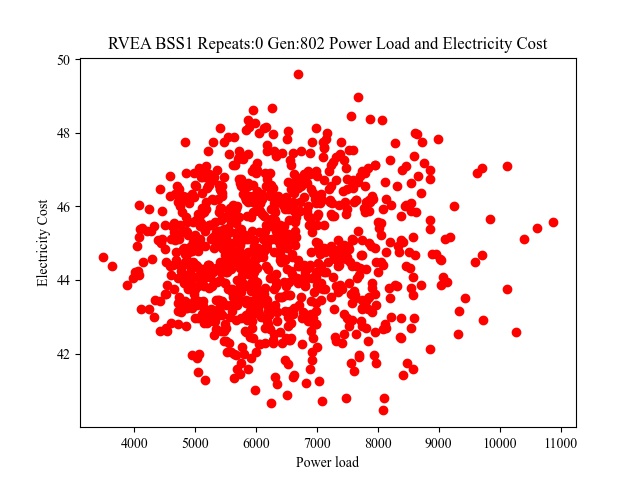 RVEA BSS1 Repeats:0 Gen:802 Power Load and Electricity Cost
50
48
46
44
42
Electricity Cost
4000 5000 6000 7000 8000 9000 10000 11000
Power load